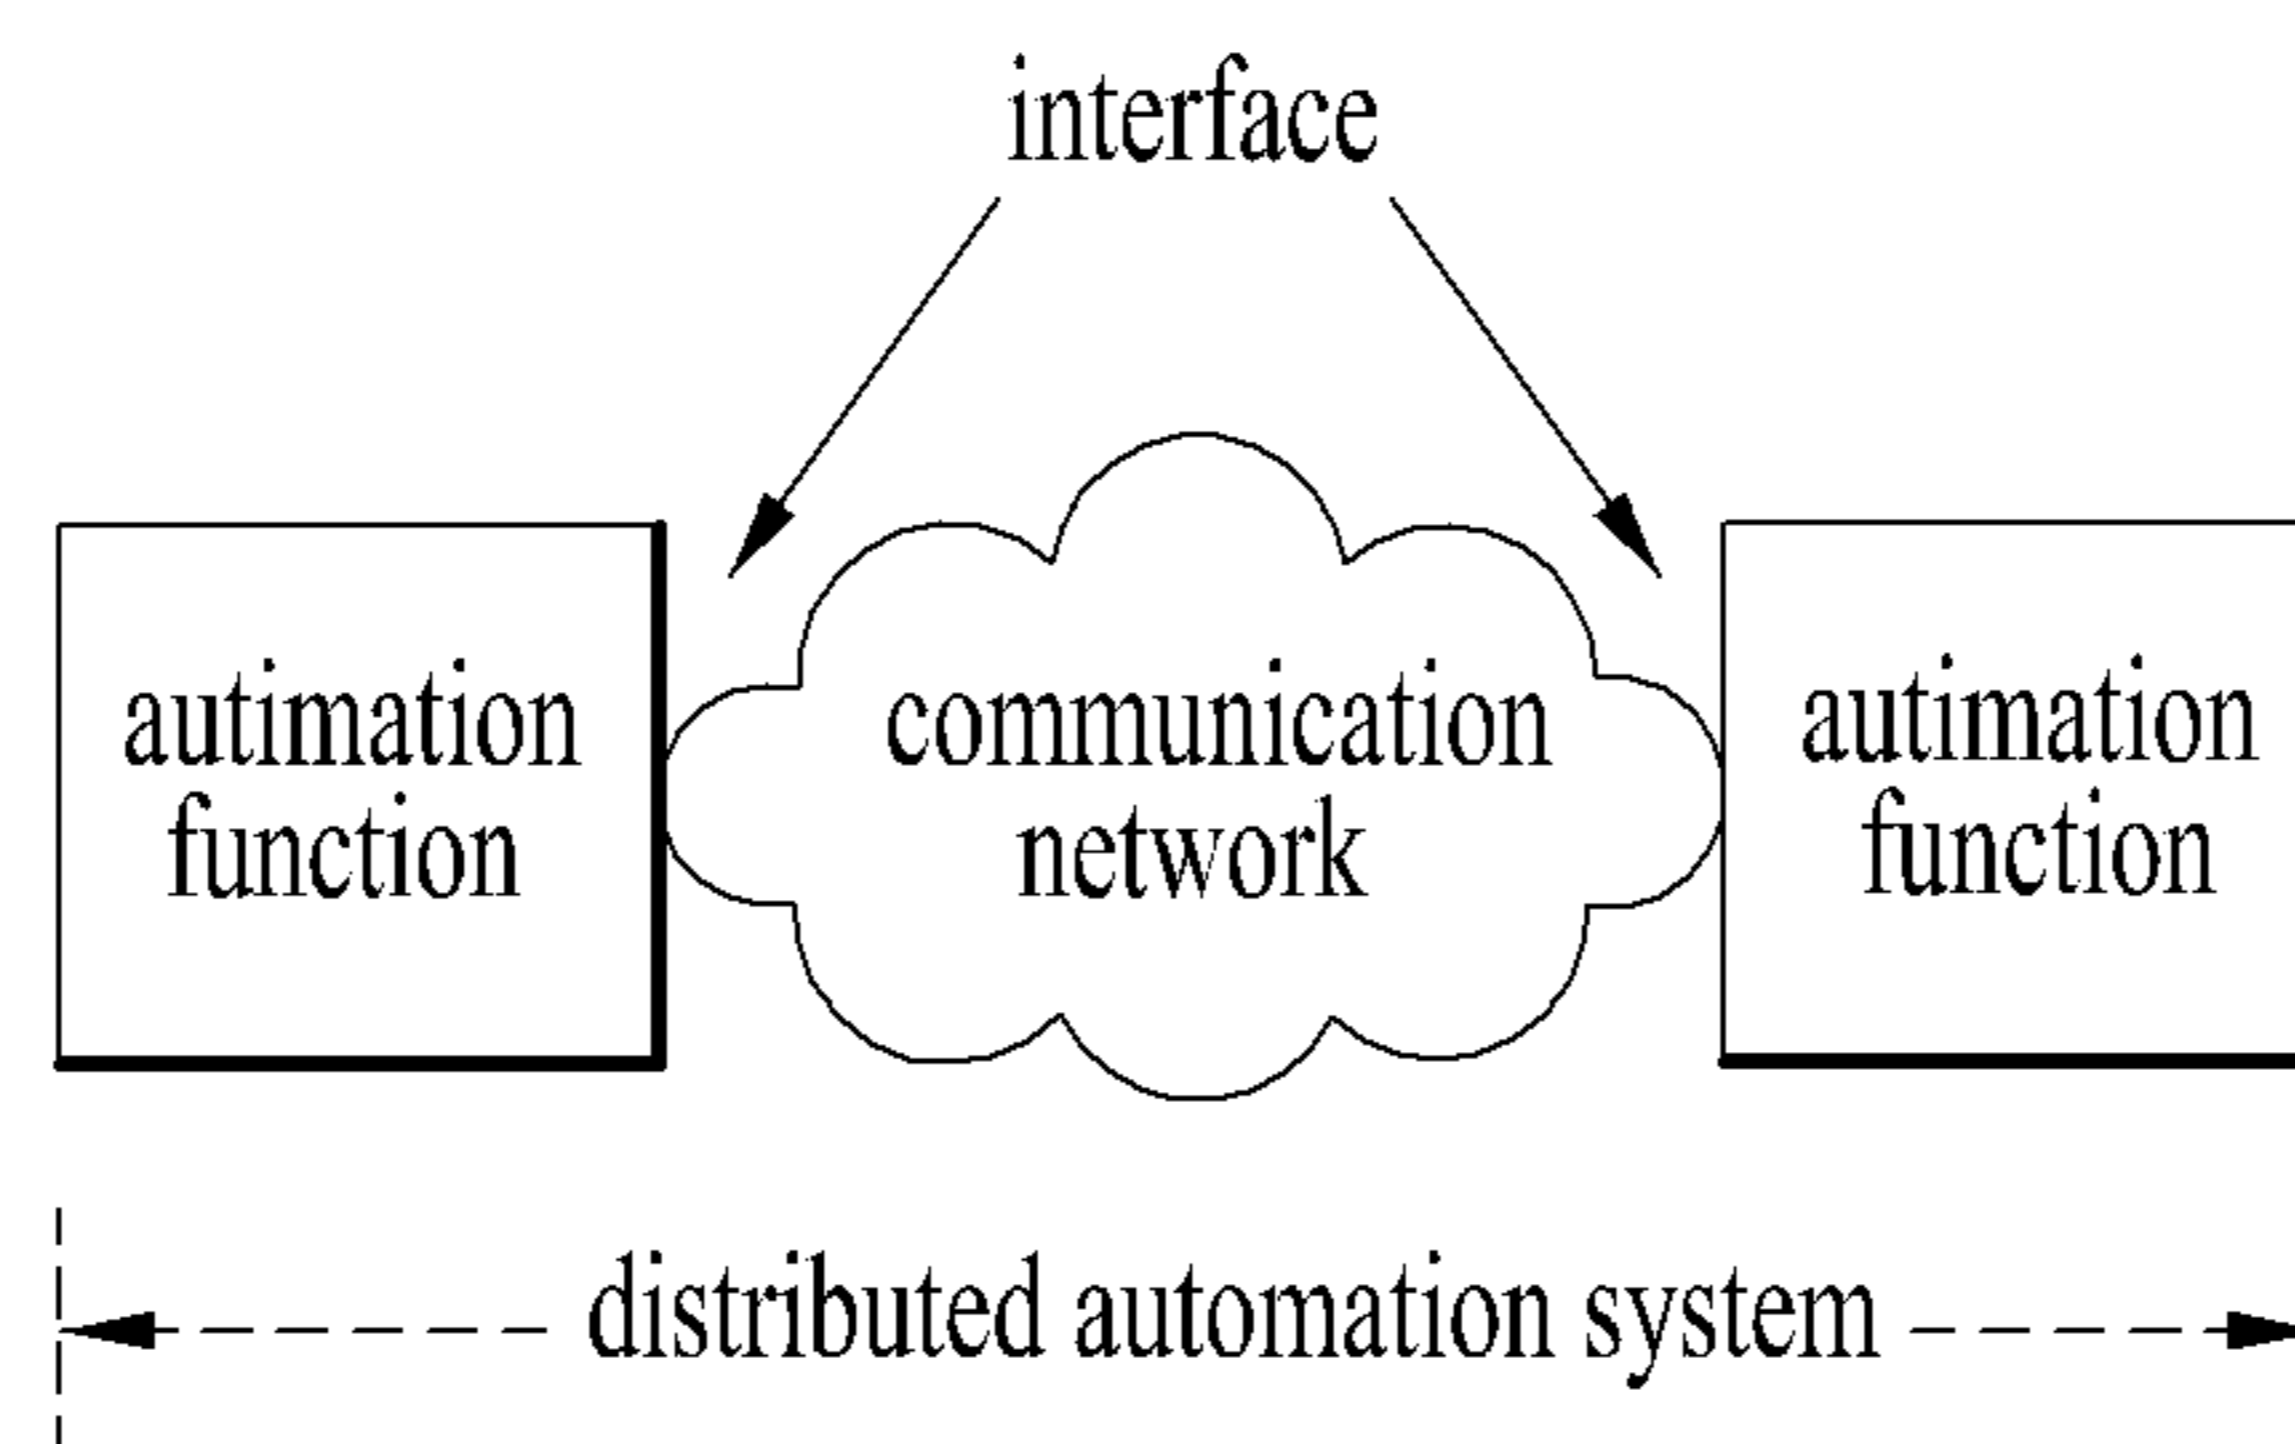 interface
autimation
function
communication
network
autimation
function
distributed automation system